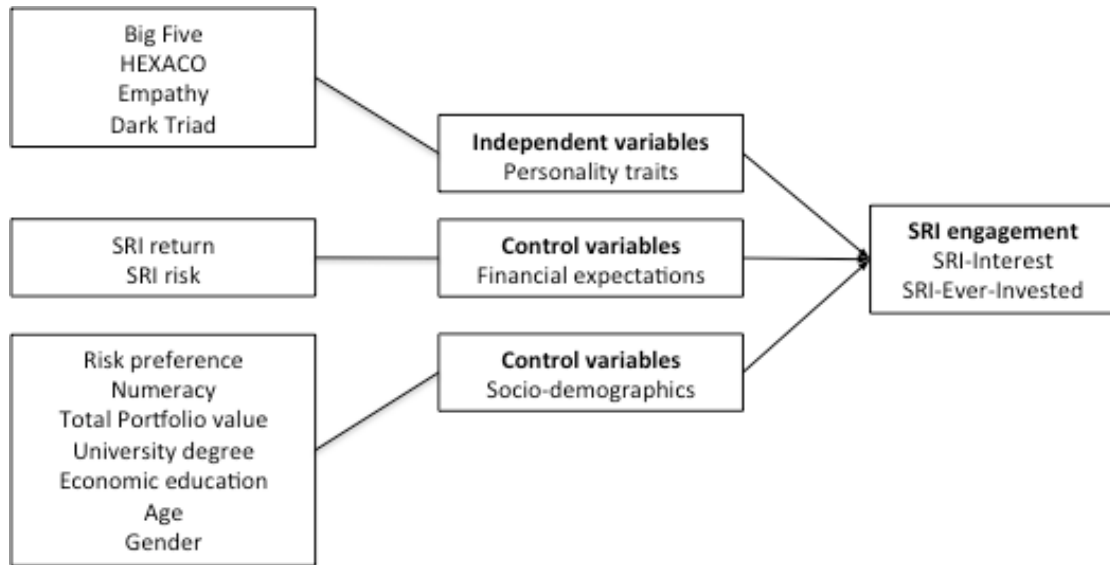 Big Five
HEXACO
Empathy
Dark Triad
Independent variables
Personality traits
SRI return
SRI risk
Control variables
Financial expectations
SRI engagement
SRI-Interest
SRI-Ever-Invested
Risk preference
Numeracy
Total Portfolio value
University degree
Economic education
Age
Gender
Control variables
Socio-demographics